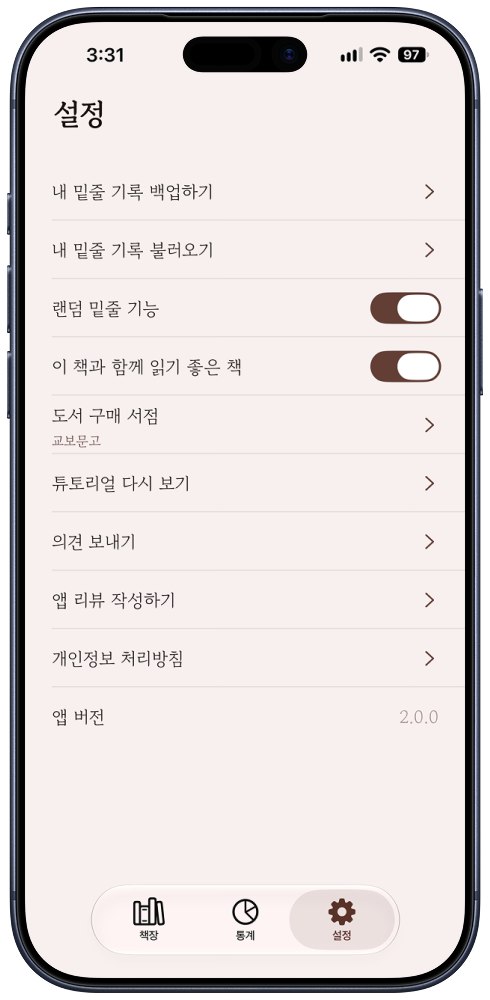 3:31
97
설정
내 밑줄 기록 백업하기
내 밑줄 기록 불러오기
랜덤 밑줄 기능
이 책과 함께 읽기 좋은 책
도서 구매 서점
교보문고
튜토리얼 다시 보기
의견 보내기
앱 리뷰 작성하기
개인정보 처리방침
앱 버전 2.0.0
책장 통계 설정